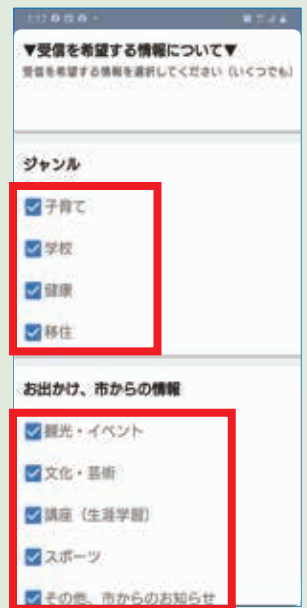 ▼受信を希望する情報について▼
受信を希望する情報を選択してください（いくつでも）
ジャンル
子育て
学校
健康
移住
お出かけ、市からの情報
観光・イベント
文化・芸術
講座（生涯学習）
スポーツ
その他、市からのお知らせ